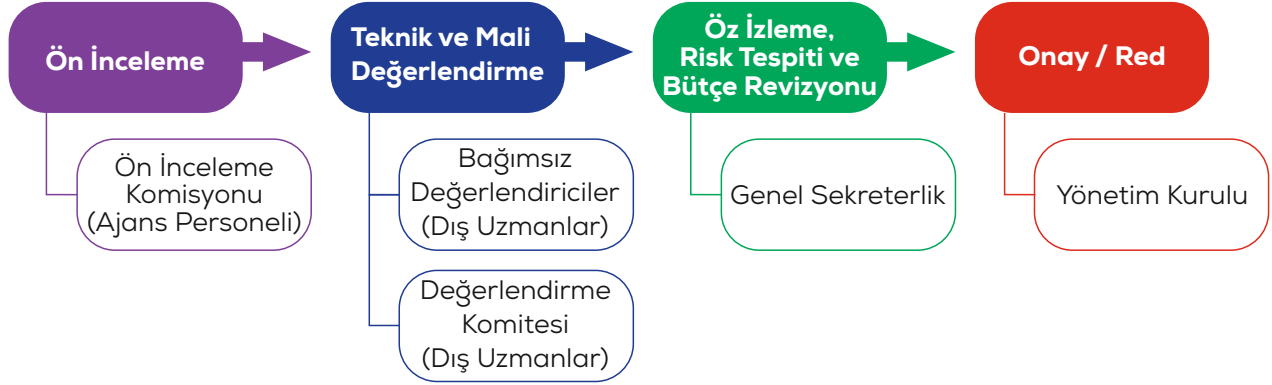 Ön İnceleme
Teknik ve Mali
Değerlendirme
Öz İzleme,
Risk Tespiti ve
Bütçe Revizyonu
Onay / Red
Ön İnceleme
Komisyonu
(Ajans Personeli)
Bağımsız
Değerlendiriciler
(Dış Uzmanlar)
Değerlendirme
Komitesi
(Dış Uzmanlar)
Genel Sekreterlik
Yönetim Kurulu